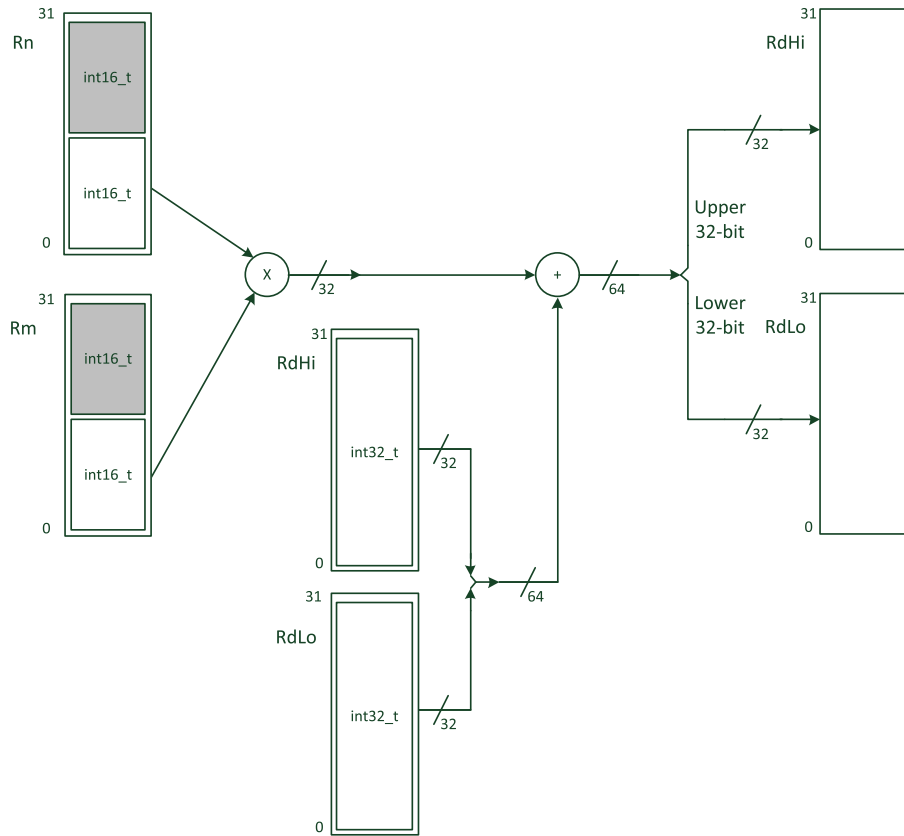 31
Rn
int16_t
int16_t
0
31
Rm
int16_t
int16_t
0
X
32
31
RdHi
int32_t
0
32
31
RdLo
int32_t
0
32
64
+
64
Upper
32-bit
Lower
32-bit
32
32
31
RdHi
0
31
RdLo
0